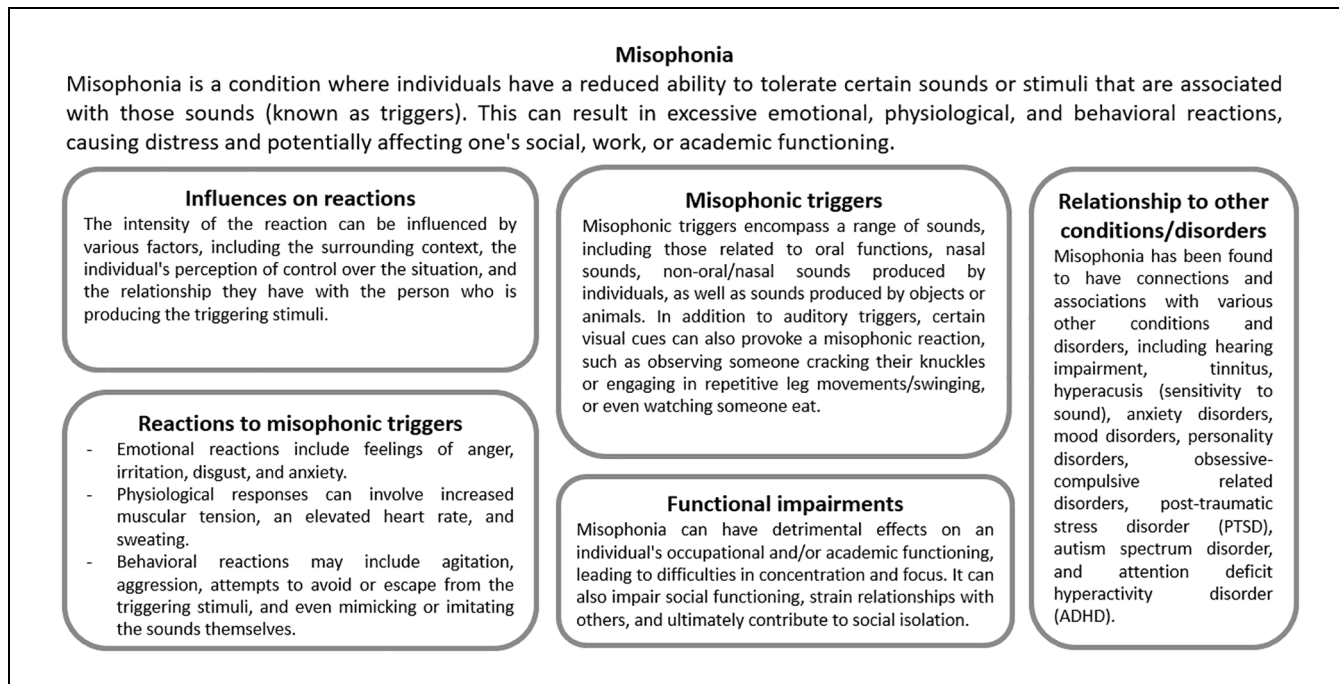 Misophonia
Misophonia is a condition where individuals have a reduced ability to tolerate certain sounds or stimuli that are associated
with those sounds (known as triggers). This can result in excessive emotional, physiological, and behavioral reactions,
causing distress and potentially affecting one's social, work, or academic functioning.
Influences on reactions
The intensity of the reaction can be influenced by
various factors, including the surrounding context, the
individual's perception of control over the situation, and
the relationship they have with the person who is
producing the triggering stimuli.
Reactions to misophonic triggers
- Emotional reactions include feelings of anger,
irritation, disgust, and anxiety.
- Physiological responses can involve increased
muscular tension, an elevated heart rate, and
sweating.
- Behavioral reactions may include agitation,
aggression, attempts to avoid or escape from the
triggering stimuli, and even mimicking or imitating
the sounds themselves.
Misophonic triggers
Misophonic triggers encompass a range of sounds,
including those related to oral functions, nasal
sounds, non-oral/nasal sounds produced by
individuals, as well as sounds produced by objects or
animals. In addition to auditory triggers, certain
visual cues can also provoke a misophonic reaction,
such as observing someone cracking their knuckles
or engaging in repetitive leg movements/swinging,
or even watching someone eat.
Functional impairments
Misophonia can have detrimental effects on an
individual's occupational and/or academic functioning,
leading to difficulties in concentration and focus. It can
also impair social functioning, strain relationships with
others, and ultimately contribute to social isolation.
Relationship to other
conditions/disorders
Misophonia has been found
to have connections and
associations with various
other conditions and
disorders, including hearing
impairment, tinnitus,
hyperacusis (sensitivity to
sound), anxiety disorders,
mood disorders, personality
disorders, obsessive-
compulsive related
disorders, post-traumatic
stress disorder (PTSD),
autism spectrum disorder,
and attention deficit
hyperactivity disorder
(ADHD).